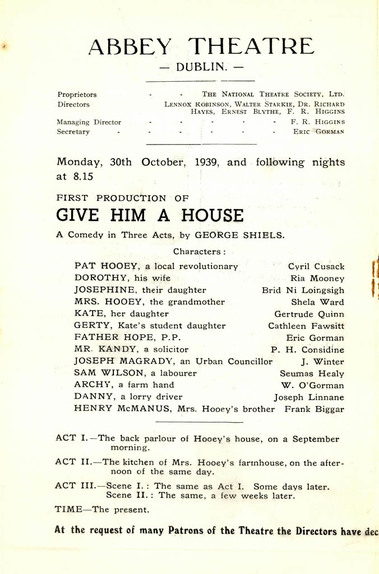 ABBEY THEATRE
— DUBLIN. —
Proprietors - - THE NATIONAL THEATRE SOCIETY, LTD.
Directors LENNOX ROBINSON, WALTER STARKIE, DR. RICHARD
HAYES, ERNEST BLYTHE, F. R. HIGGINS
Managing Director - - - - - F. R. HIGGINS
Secretary - - - - - - ERIC GORMAN
Monday, 30th October, 1939, and following nights
at 8.15
FIRST PRODUCTION OF
GIVE HIM A HOUSE
A Comedy in Three Acts, by GEORGE SHIELS.
Characters :
PAT HOOEY, a local revolutionary Cyril Cusack
DOROTHY, his wife Ria Mooney
JOSEPHINE, their daughter Brid Ni Loingsigh
MRS. HOOEY, the grandmother Shela Ward
KATE, her daughter Gertrude Quinn
GERTY, Kate's student daughter Cathleen Fawsitt
FATHER HOPE, P.P. Eric Gorman
MR. KANDY, a solicitor P. H. Considine
JOSEPH MAGRADY, an Urban Councillor J. Winter
SAM WILSON, a labourer Seumas Healy
ARCHY, a farm hand W. O'Gorman
DANNY, a lorry driver Joseph Linnane
HENRY McMANUS, Mrs. Hooey's brother Frank Biggar
ACT I.—The back parlour of Hooey's house, on a September
morning.
ACT II.—The kitchen of Mrs. Hooey's farmhouse, on the after-
noon of the same day.
ACT III.—Scene I. : The same as Act I. Some days later.
Scene II. : The same, a few weeks later.
TIME—The present.
At the request of many Patrons of the Theatre the Directors have dec